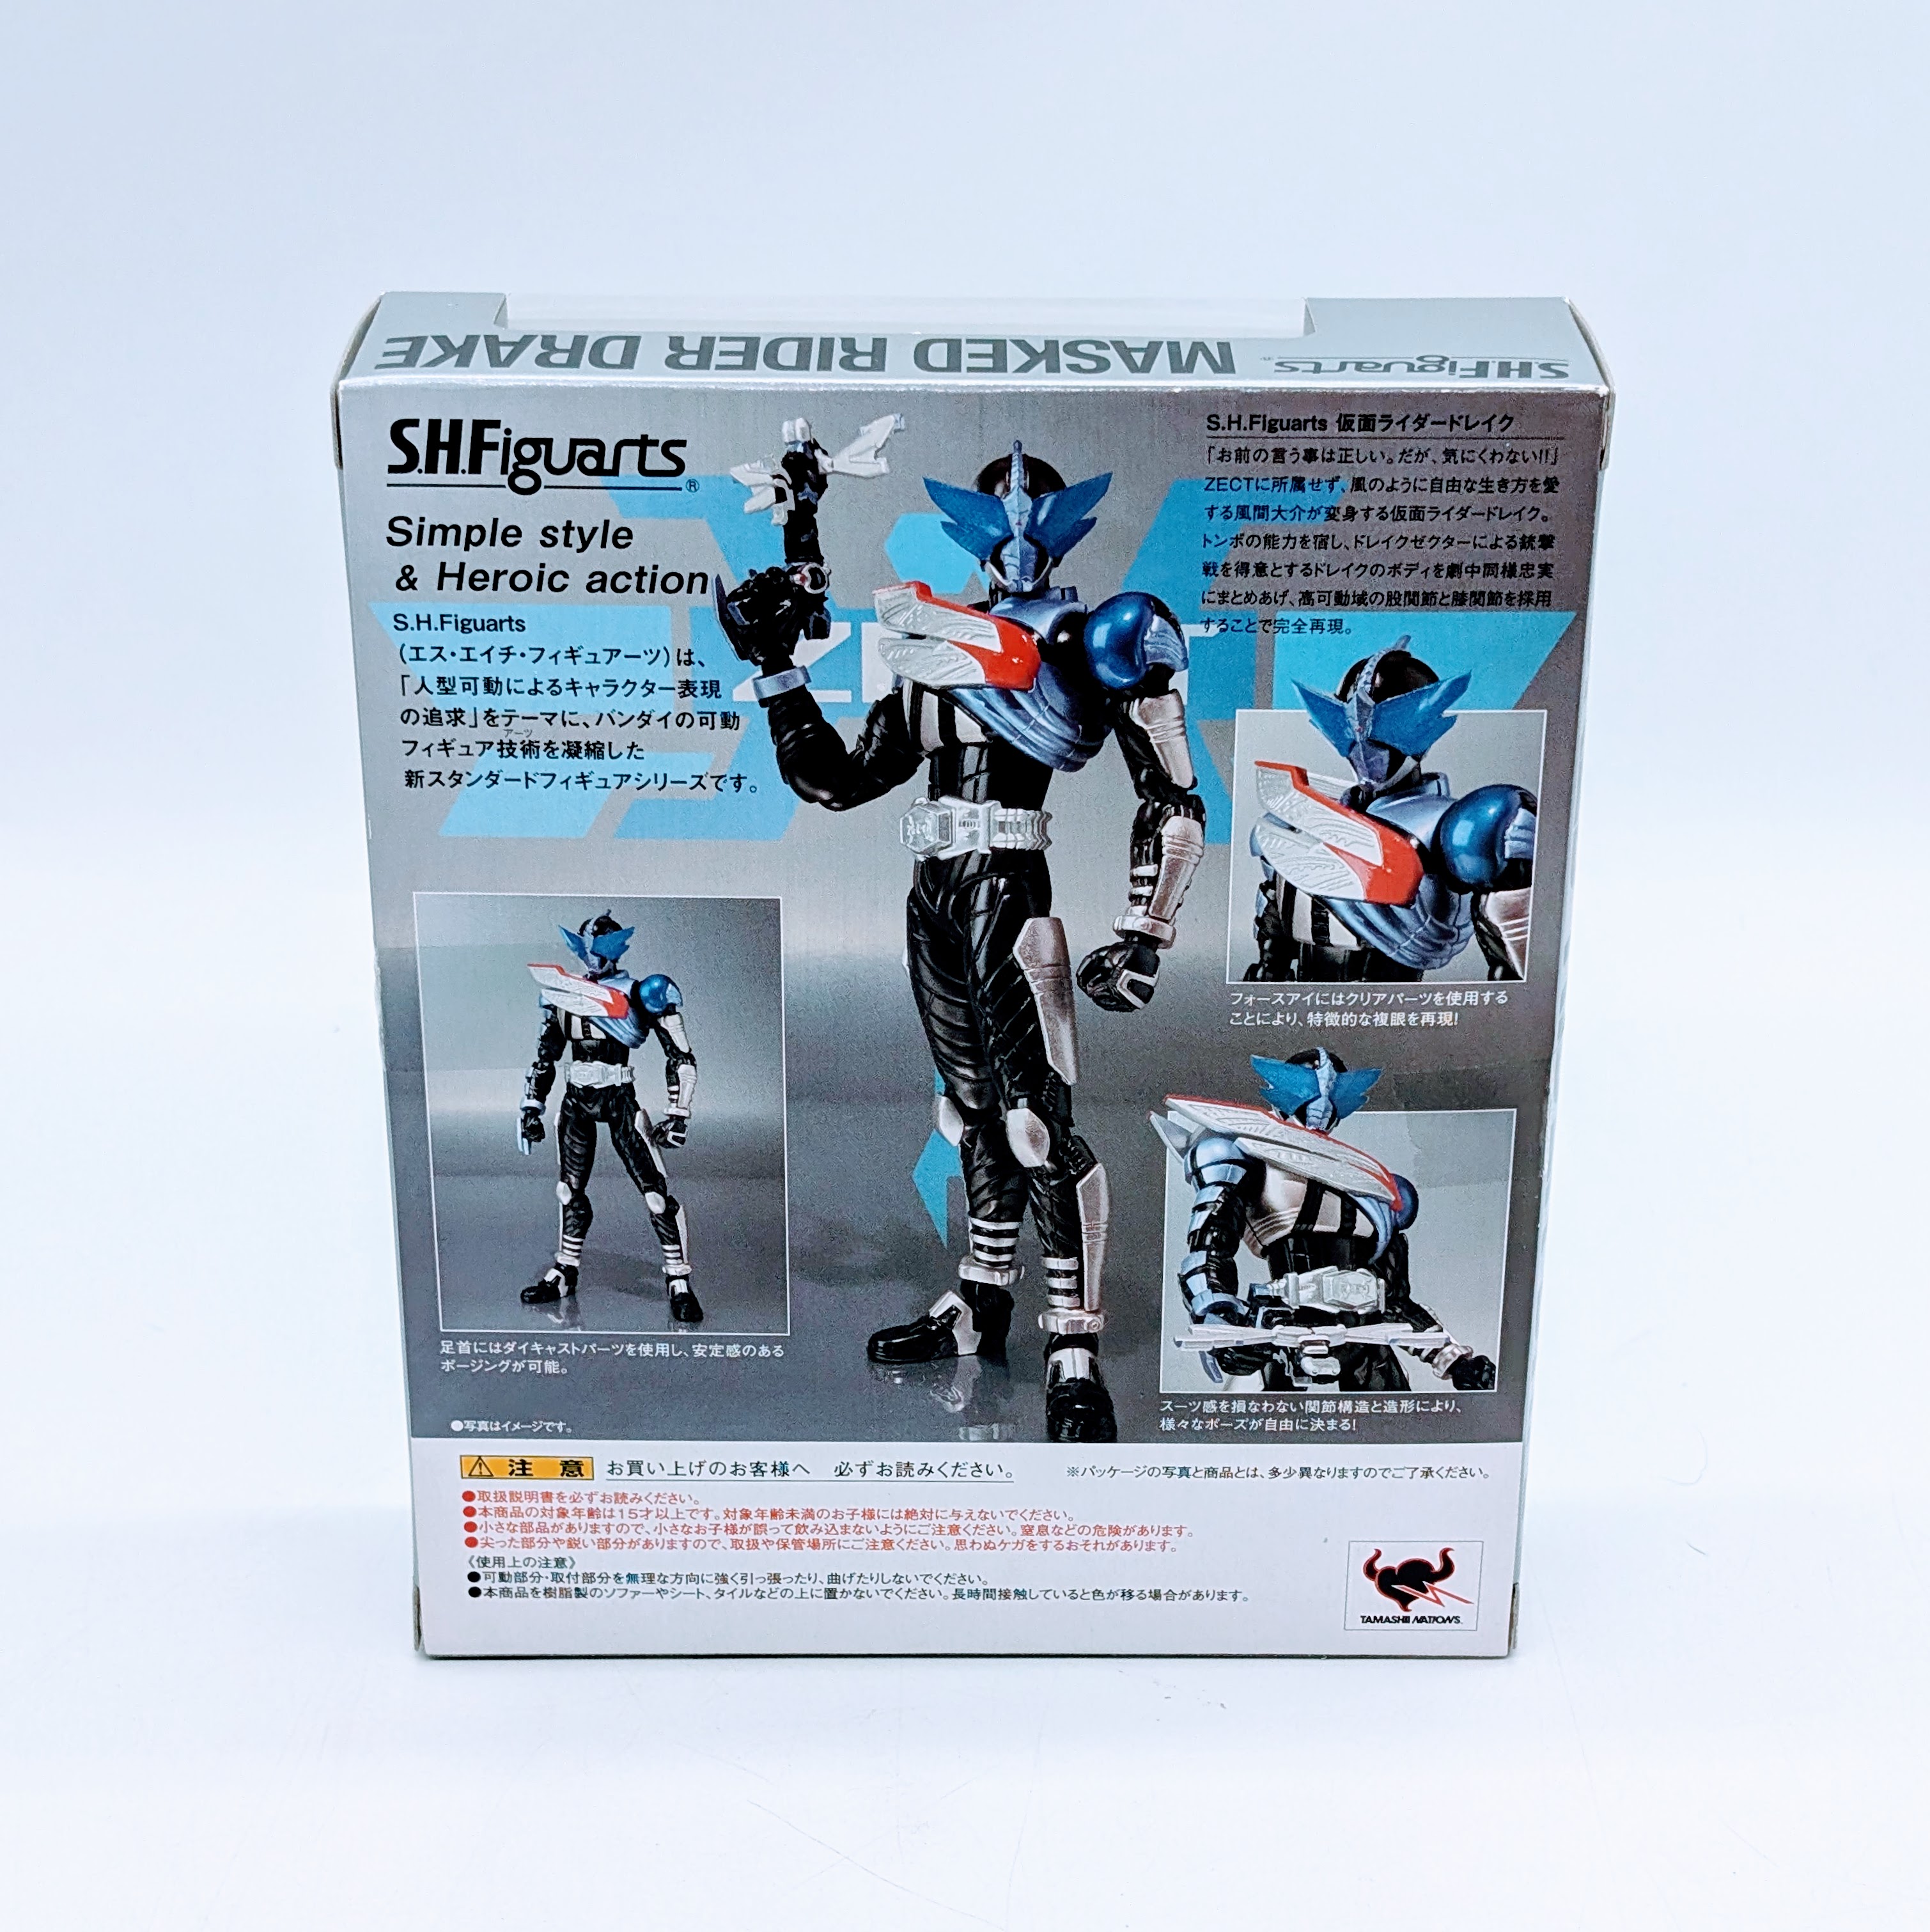 S.H.Figuarts MASKED RIDER DRAKE
S.H.Figuarts®
Simple style
& Heroic action
S.H.Figuarts
(エス・エイチ・フィギュアーツ)は、
「人型可動によるキャラクター表現
の追求」をテーマに、バンダイの可動
アーツ
フィギュア技術を凝縮した
新スタンダードフィギュアシリーズです。
S.H.Figuarts 仮面ライダードレイク
「お前の言う事は正しい。だが、気にくわない!!」
ZECTに所属せず、風のように自由な生き方を愛
する風間大介が変身する仮面ライダードレイク。
トンボの能力を宿し、ドレイクゼクターによる銃撃
戦を得意とするドレイクのボディを劇中同様忠実
にまとめあげ、高可動域の股関節と膝関節を採用
することで完全再現。
フォースアイにはクリアパーツを使用する
ことにより、特徴的な複眼を再現!
足首にはダイキャストパーツを使用し、安定感のある
ポージングが可能。
スーツ感を損なわない関節構造と造形により、
様々なポーズが自由に決まる!
●写真はイメージです。
注意 お買い上げのお客様へ 必ずお読みください。
※パッケージの写真と商品とは、多少異なりますのでご了承ください。
●取扱説明書を必ずお読みください。
●本商品の対象年齢は15才以上です。対象年齢未満のお子様には絶対に与えないでください。
●小さな部品がありますので、小さなお子様が誤って飲み込まないようにご注意ください。窒息などの危険があります。
●尖った部分や鋭い部分がありますので、取扱や保管場所にご注意ください。思わぬケガをするおそれがあります。
《使用上の注意》
●可動部分・取付部分を無理な方向に強く引っ張ったり、曲げたりしないでください。
●本商品を樹脂製のソファーやシート、タイルなどの上に置かないでください。長時間接触していると色が移る場合があります。
TAMASHII NATIONS